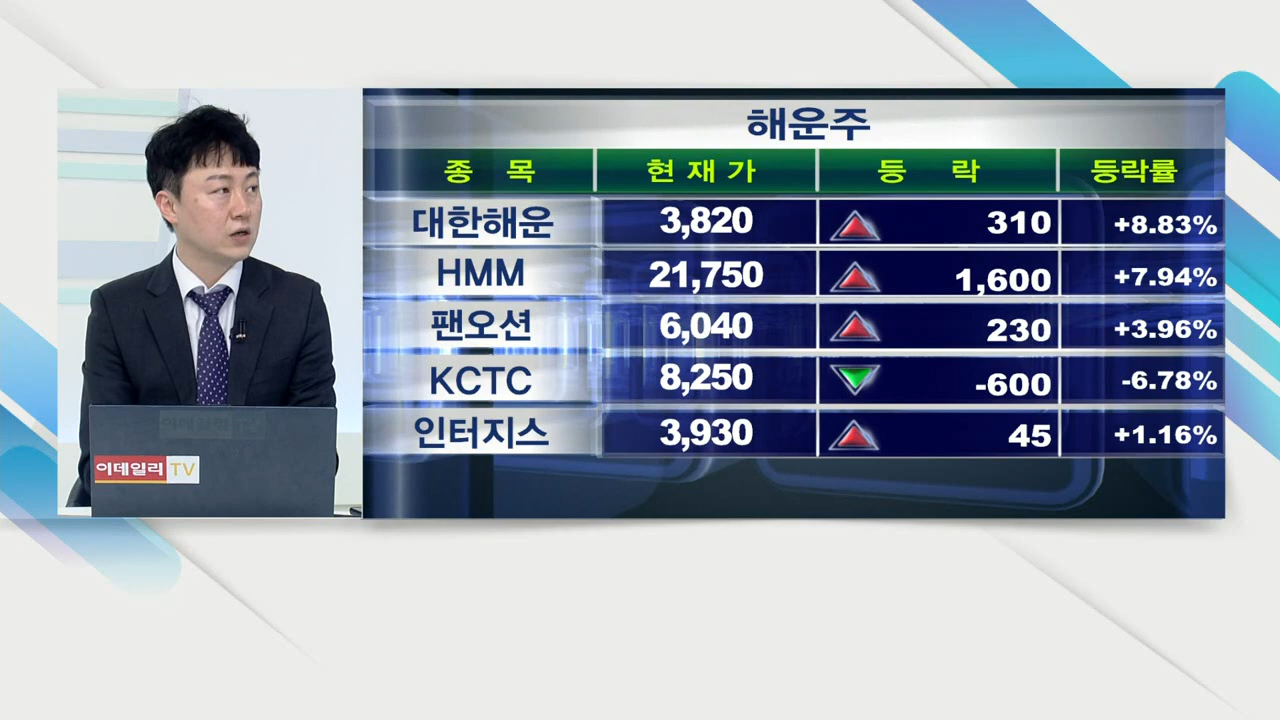 해운주
종 목 현 재 가 등 락 등락률
대한해운 3,820 310 +8.83%
HMM 21,750 1,600 +7.94%
팬오션 6,040 230 +3.96%
KCTC 8,250 -600 -6.78%
인터지스 3,930 45 +1.16%
이데일리 TV